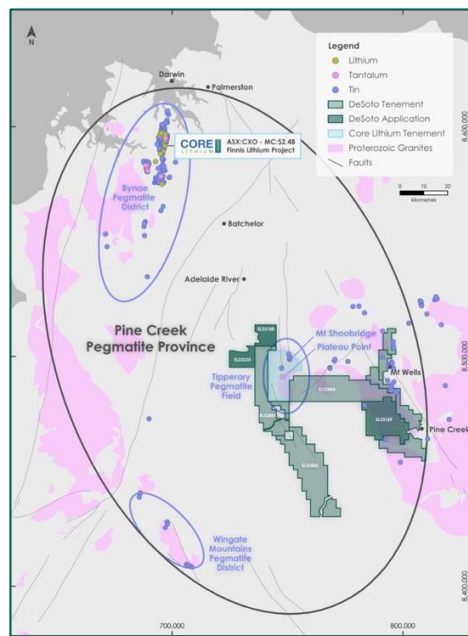 N
Darwin
Palmerston
Legend
Lithium
Tantalum
Tin
DeSoto Tenement
DeSoto Application
Core Lithium Tenement
Proterozoic Granites
Faults
0 10 20
kilometres
8,600,000
CORE
LITHIUM
ASX:CXO - MC:$2.4B
Finnis Lithium Project
Bynoe
Pegmatite
District
Batchelor
Adelaide River
Pine Creek
Pegmatite Province
Mt Shoobridge
Plateau Point
8,500,000
Mt Wells
Tipperary
Pegmatite
Field
Pine Creek
Wingate
Mountains
Pegmatite
District
8,400,000
700,000
800,000